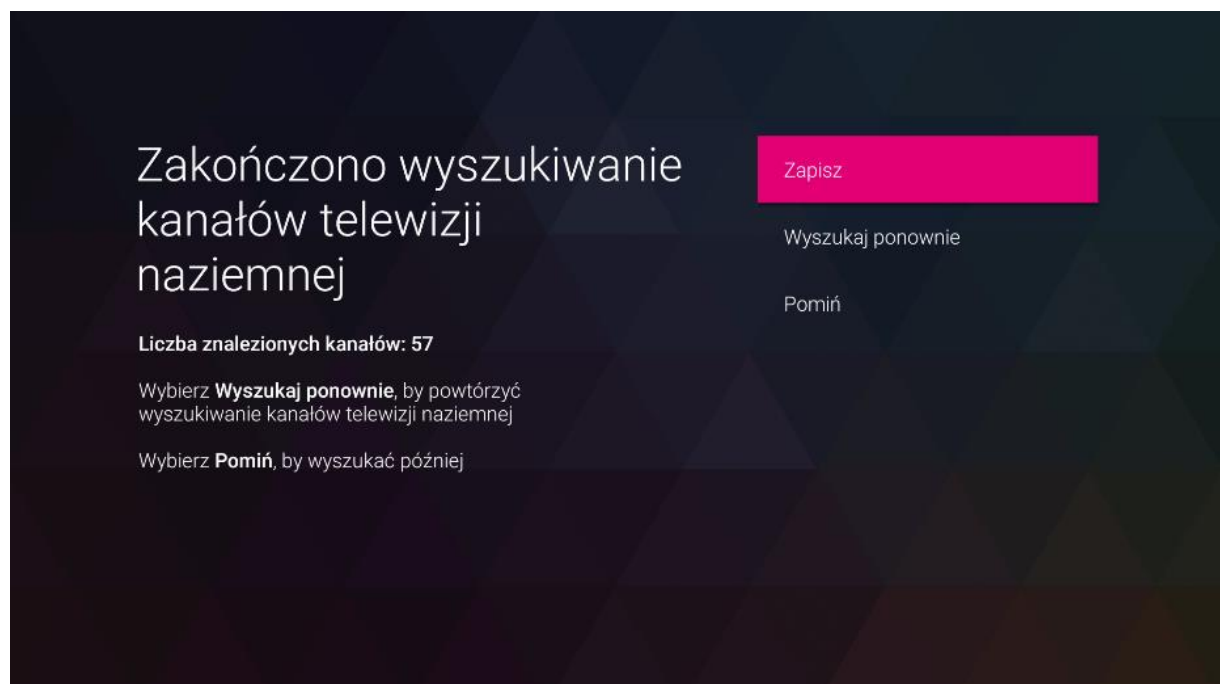 Zakończono wyszukiwanie
kanałów telewizji
naziemnej
Liczba znalezionych kanałów: 57
Wybierz Wyszukaj ponownie, by powtórzyć
wyszukiwanie kanałów telewizji naziemnej
Wybierz Pomiń, by wyszukać później
Zapisz
Wyszukaj ponownie
Pomiń